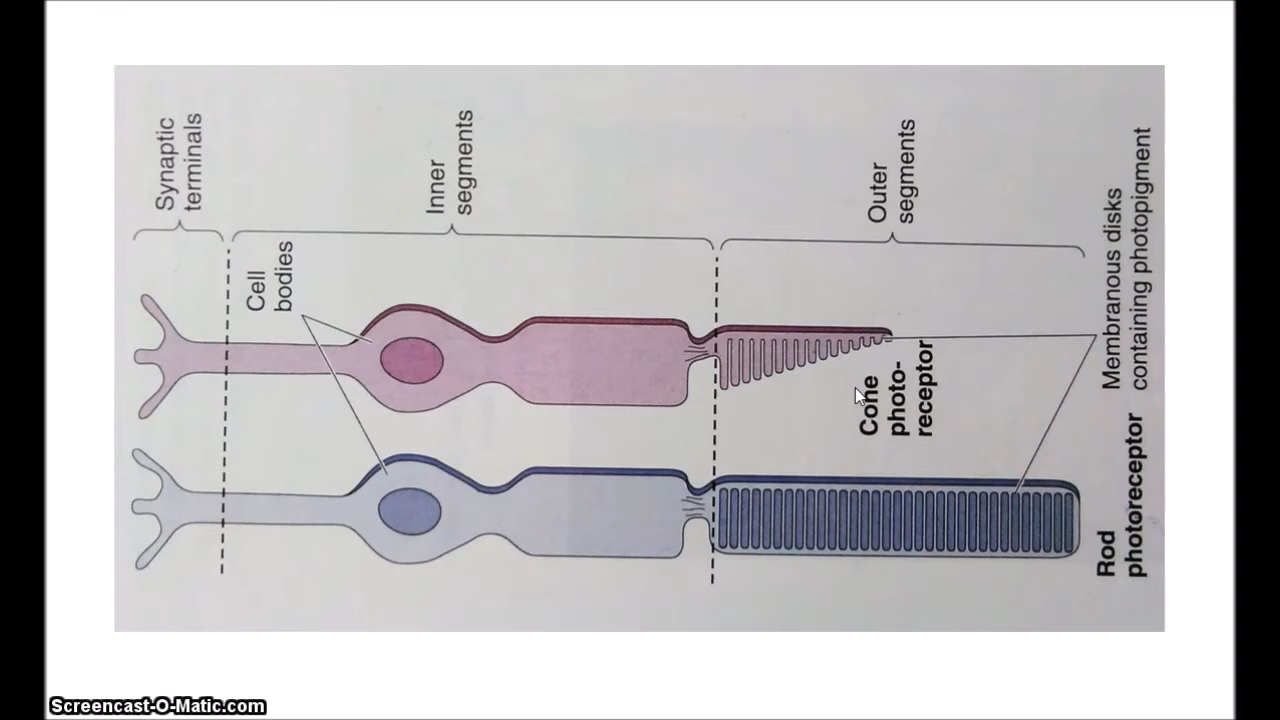 Synaptic
terminals
Cell
bodies
Inner
segments
Outer
segments
Cone
photo-
receptor
Membranous disks
containing photopigment
Rod
photoreceptor
Screencast-O-Matic.com